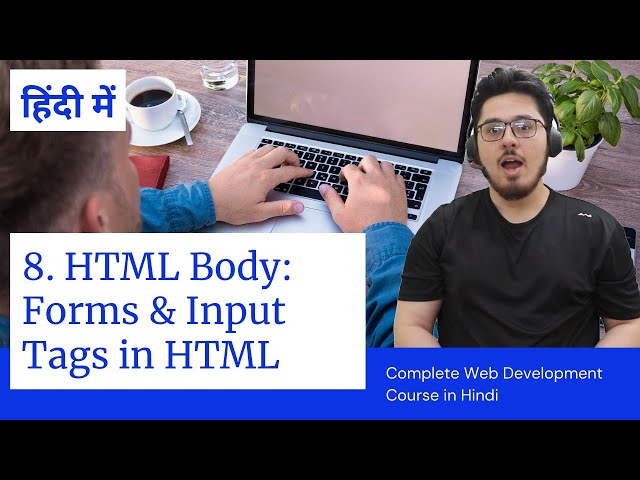 हिंदी में
8. HTML Body:
Forms & Input
Tags in HTML
Complete Web Development
Course in Hindi